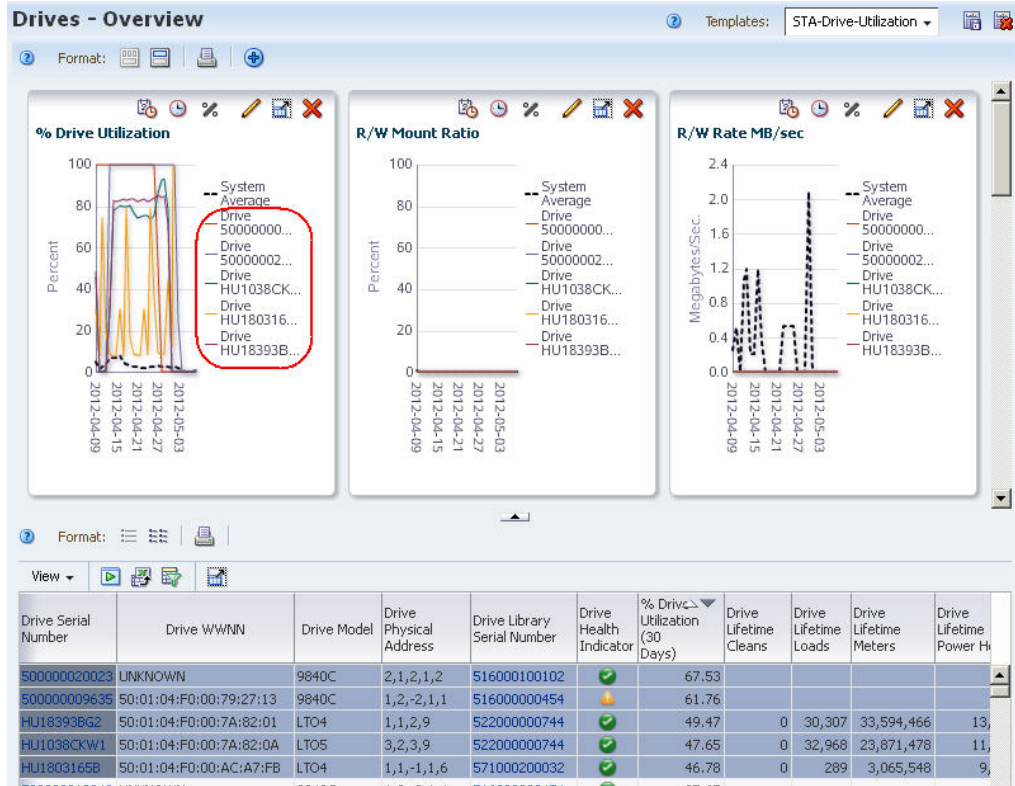 Drives - Overview
Templates: STA-Drive-Utilization
Format:
% Drive Utilization
Percent
100
80
60
40
20
0
2012-04-09
2012-04-15
2012-04-21
2012-04-27
2012-05-03
System Average
Drive 50000000...
Drive 50000002...
Drive HU1038CK...
Drive HU180316...
Drive HU18393B...
R/W Mount Ratio
Percent
100
80
60
40
20
0
2012-04-09
2012-04-15
2012-04-21
2012-04-27
2012-05-03
System Average
Drive 50000000...
Drive 50000002...
Drive HU1038CK...
Drive HU180316...
Drive HU18393B...
R/W Rate MB/sec
Megabytes/Sec.
2.4
2.0
1.6
1.2
0.8
0.4
0.0
2012-04-09
2012-04-15
2012-04-21
2012-04-27
2012-05-03
System Average
Drive 50000000...
Drive 50000002...
Drive HU1038CK...
Drive HU180316...
Drive HU18393B...
Format:
View
Drive Serial Number Drive WWNN Drive Model Drive Physical Address Drive Library Serial Number Drive Health Indicator % Drive Utilization (30 Days) Drive Lifetime Cleans Drive Lifetime Loads Drive Lifetime Meters Drive Lifetime Power
500000020023 UNKNOWN 9840C 2,1,2,1,2 516000100102 67.53
500000009635 50:01:04:F0:00:79:27:13 9840C 1,2,-2,1,1 516000000454 61.76
HU18393BG2 50:01:04:F0:00:7A:82:01 LTO4 1,1,2,9 522000000744 49.47 0 30,307 33,594,466 13,
HU1038CKW1 50:01:04:F0:00:7A:82:0A LTO5 3,2,3,9 522000000744 47.65 0 32,968 23,871,478 11,
HU1803165B 50:01:04:F0:00:AC:A7:FB LTO4 1,1,-1,1,6 571000200032 46.78 0 289 3,065,548 9,